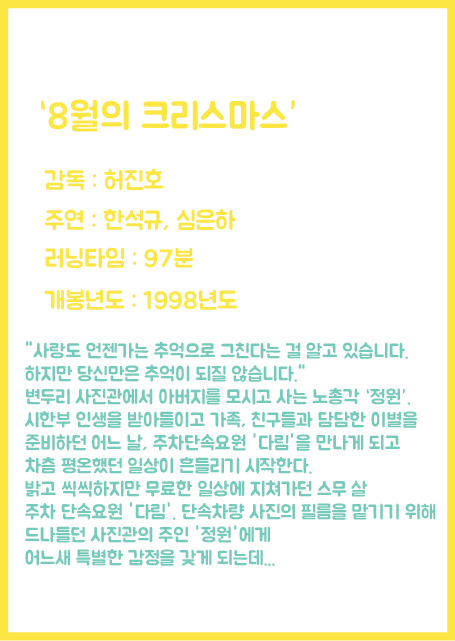 ‘8월의 크리스마스’
감독 : 허진호
주연 : 한석규, 심은하
러닝타임 : 97분
개봉년도 : 1998년도
"사랑도 언젠가는 추억으로 그친다는 걸 알고 있습니다.
하지만 당신만은 추억이 되질 않습니다."
변두리 사진관에서 아버지를 모시고 사는 노총각 ‘정원’.
시한부 인생을 받아들이고 가족, 친구들과 담담한 이별을
준비하던 어느 날, 주차단속요원 '다림'을 만나게 되고
차츰 평온했던 일상이 흔들리기 시작한다.
밝고 씩씩하지만 무료한 일상에 지쳐가던 스무 살
주차 단속요원 '다림'. 단속차량 사진의 필름을 맡기기 위해
드나들던 사진관의 주인 '정원'에게
어느새 특별한 감정을 갖게 되는데...